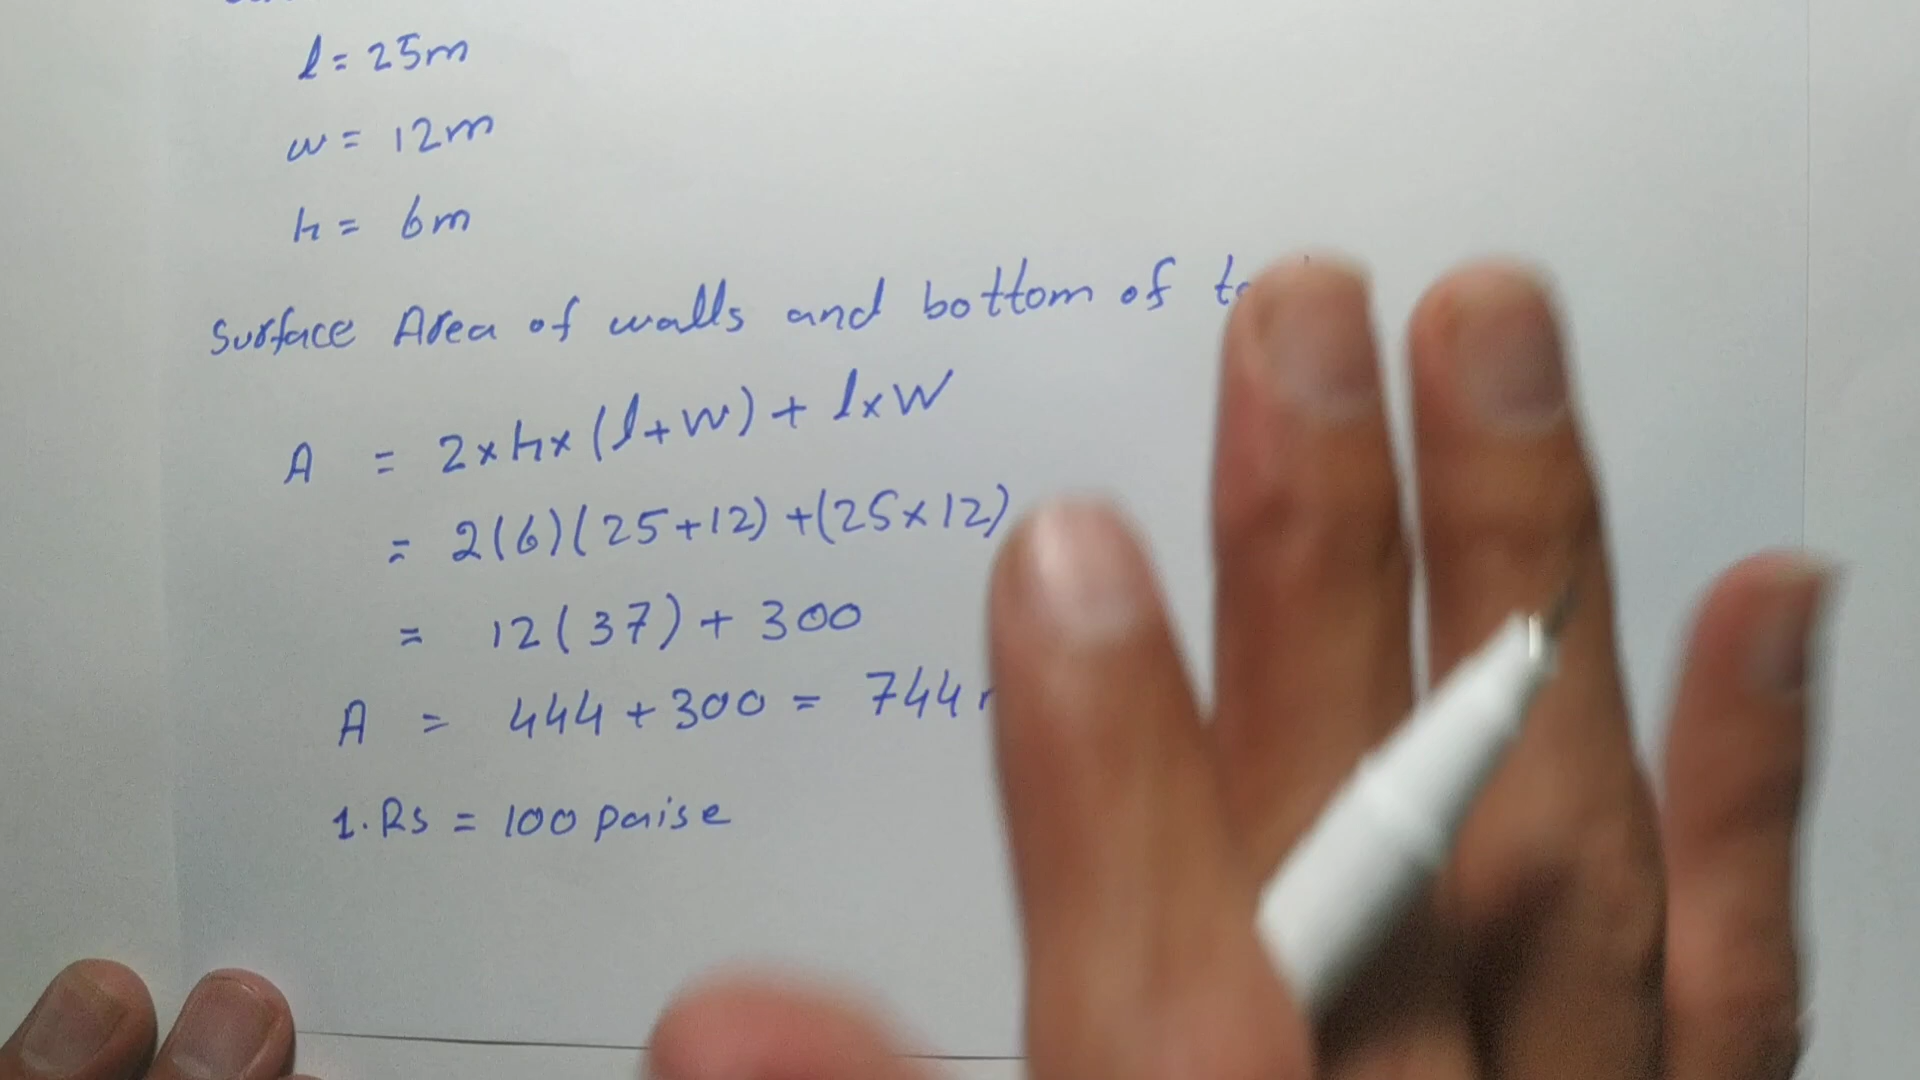 l = 25m
w = 12m
h = 6m
Surface Area of walls and bottom of
A = 2×h×(l+w) + l×w
= 2(6)(25+12) + (25×12)
= 12(37) + 300
A = 444 + 300 = 744
1.Rs = 100 paise